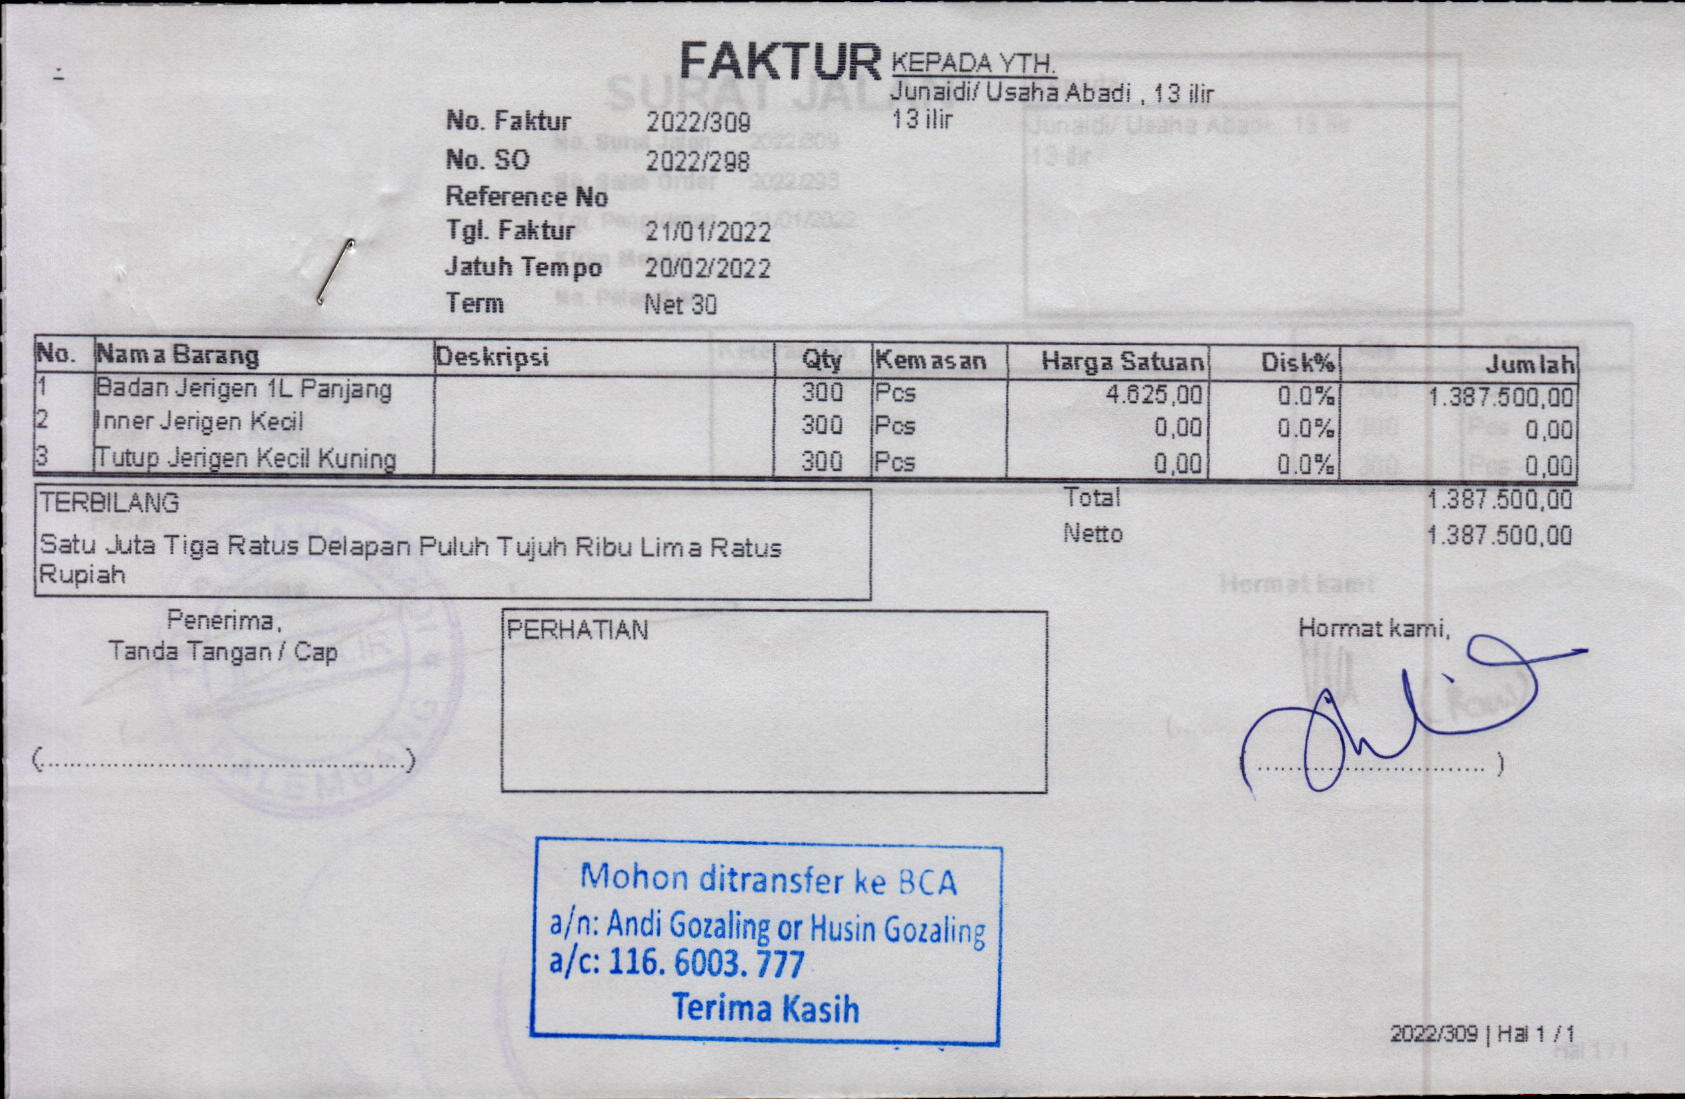 FAKTUR
KEPADA YTH.
Junaidi/ Usaha Abadi , 13 ilir
13 ilir
No. Faktur 2022/309
No. SO 2022/298
Reference No
Tgl. Faktur 21/01/2022
Jatuh Tempo 20/02/2022
Term Net 30
No. Nama Barang Deskripsi Qty Kemasan Harga Satuan Disk% Jumlah
1 Badan Jerigen 1L Panjang 300 Pcs 4.625,00 0.0% 1.387.500,00
2 Inner Jerigen Kecil 300 Pcs 0,00 0.0% 0,00
3 Tutup Jerigen Kecil Kuning 300 Pcs 0,00 0.0% 0,00
TERBILANG
Satu Juta Tiga Ratus Delapan Puluh Tujuh Ribu Lima Ratus
Rupiah
Total 1.387.500,00
Netto 1.387.500,00
Penerima,
Tanda Tangan / Cap
(................................................)
PERHATIAN
Hormat kami,
(.............................. )
Mohon ditransfer ke BCA
a/n: Andi Gozaling or Husin Gozaling
a/c: 116. 6003. 777
Terima Kasih
2022/309 | Hal 1 / 1